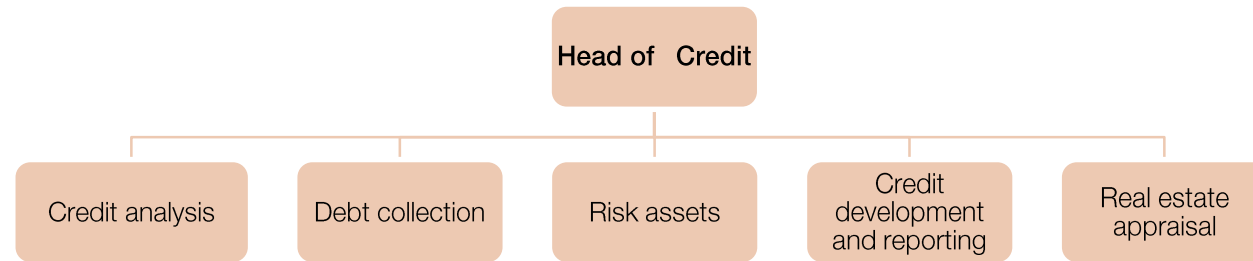 Head of Credit
Credit analysis
Debt collection
Risk assets
Credit
development
and reporting
Real estate
appraisal